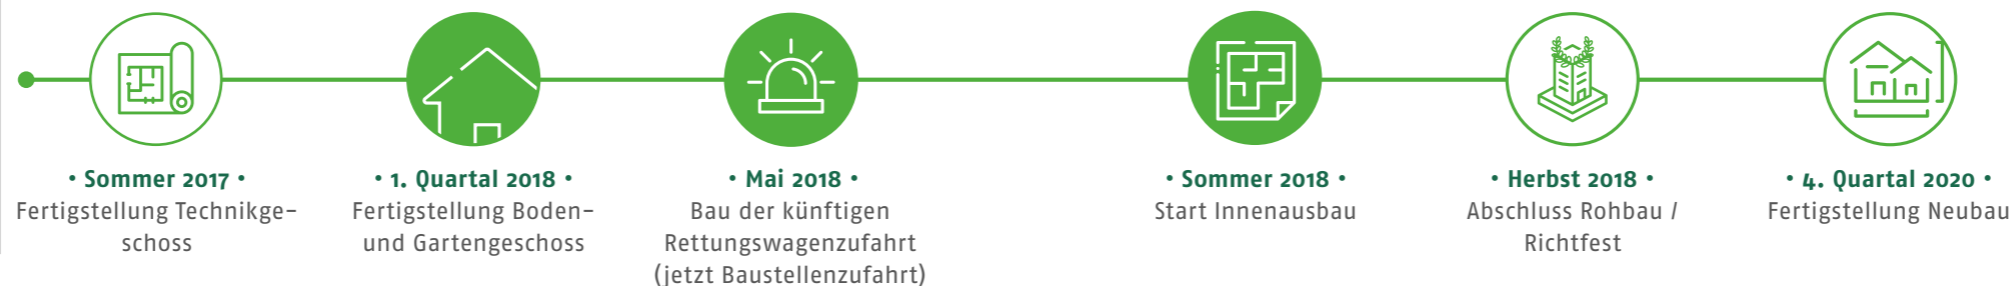 • Sommer 2017 •
Fertigstellung Technikge-
schoss
• 1. Quartal 2018 •
Fertigstellung Boden-
und Gartengeschoss
• Mai 2018 •
Bau der künftigen
Rettungswagenzufahrt
(jetzt Baustellenzufahrt)
• Sommer 2018 •
Start Innenausbau
• Herbst 2018 •
Abschluss Rohbau /
Richtfest
• 4. Quartal 2020 •
Fertigstellung Neubau